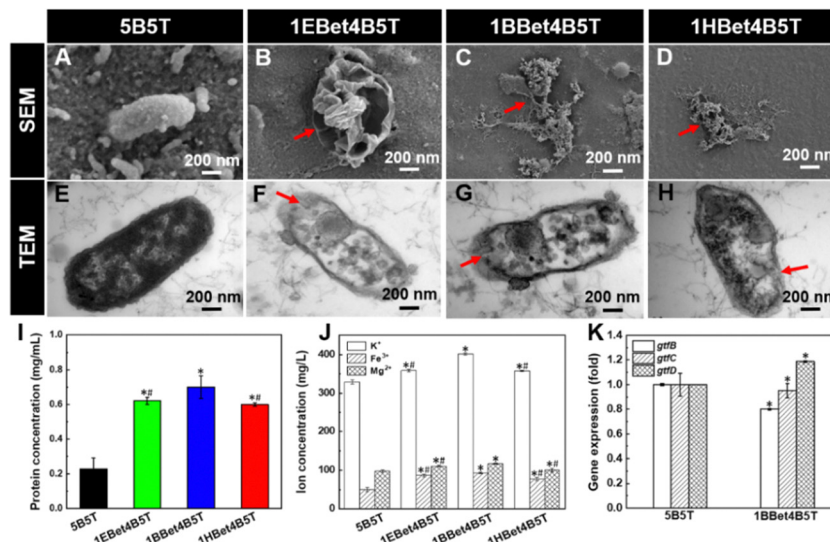 5B5T 1EBet4B5T 1BBet4B5T 1HBet4B5T
SEM
A B C D
200 nm 200 nm 200 nm 200 nm
TEM
E F G H
200 nm 200 nm 200 nm 200 nm
I
Protein concentration (mg/mL)
1.0
0.8
0.6
0.4
0.2
0.0
*# * *#
5B5T 1EBet4B5T 1BBet4B5T 1HBet4B5T
J
Ion concentration (mg/L)
K⁺
Fe³⁺
Mg²⁺
400
300
200
100
0
*# * *#
*# *# * * *# *#
5B5T 1EBet4B5T 1BBet4B5T 1HBet4B5T
K
Gene expression (fold)
gtfB
gtfC
gtfD
1.4
1.2
1.0
0.8
0.6
0.4
0.2
0.0
* * *
5B5T 1BBet4B5T